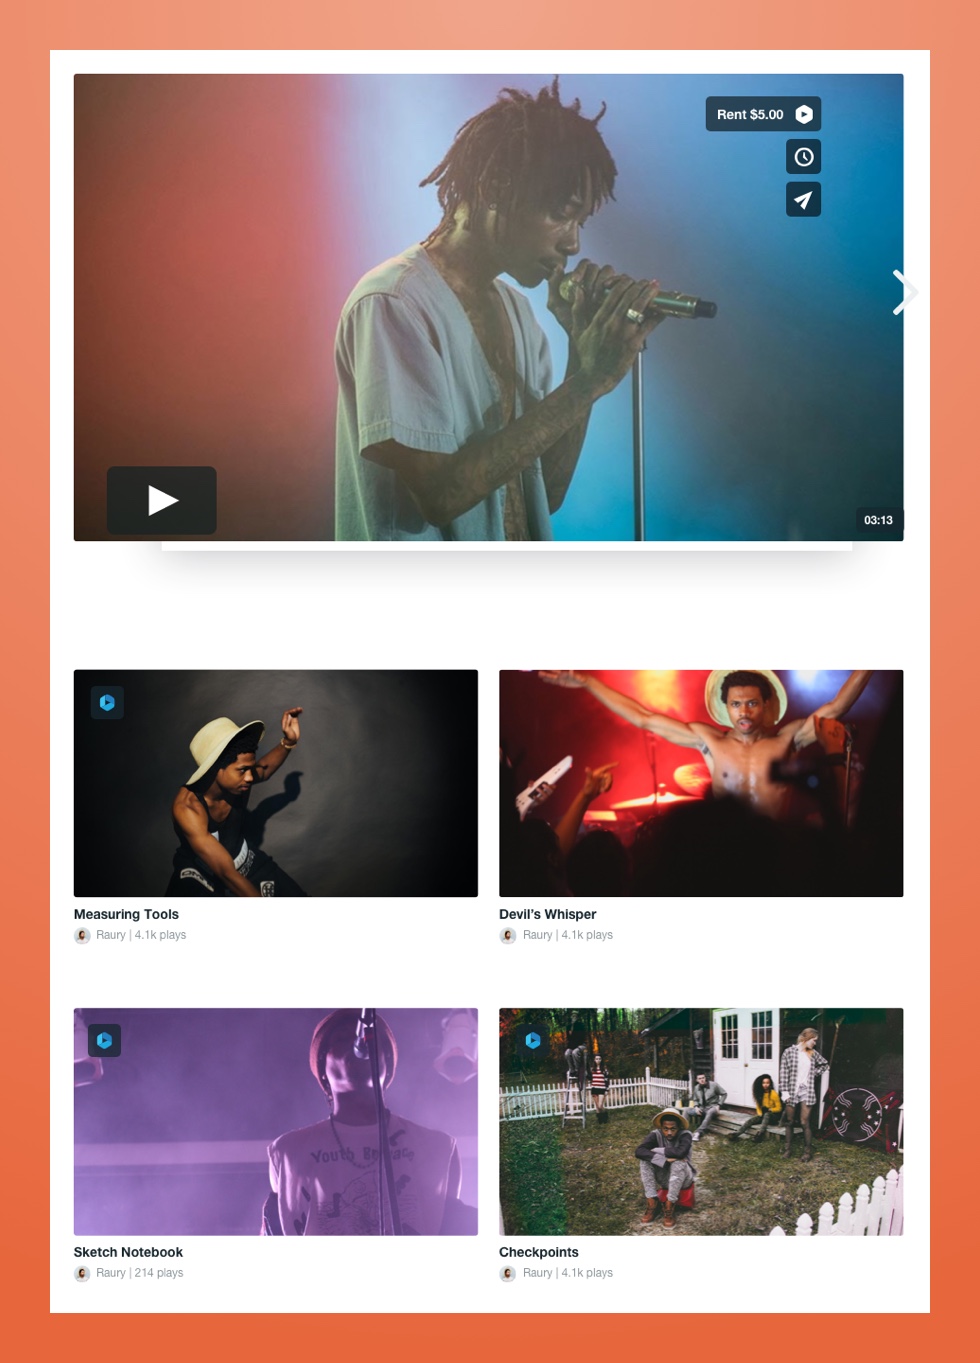 Rent $5.00
03:13
Measuring Tools
Raury | 4.1k plays
Devil's Whisper
Raury | 4.1k plays
Youth
Sketch Notebook
Raury | 214 plays
Checkpoints
Raury | 4.1k plays